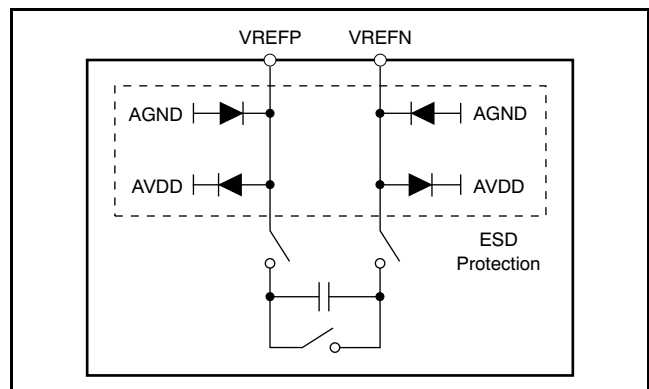 VREFP VREFN
AGND AGND
AVDD AVDD
ESD
Protection